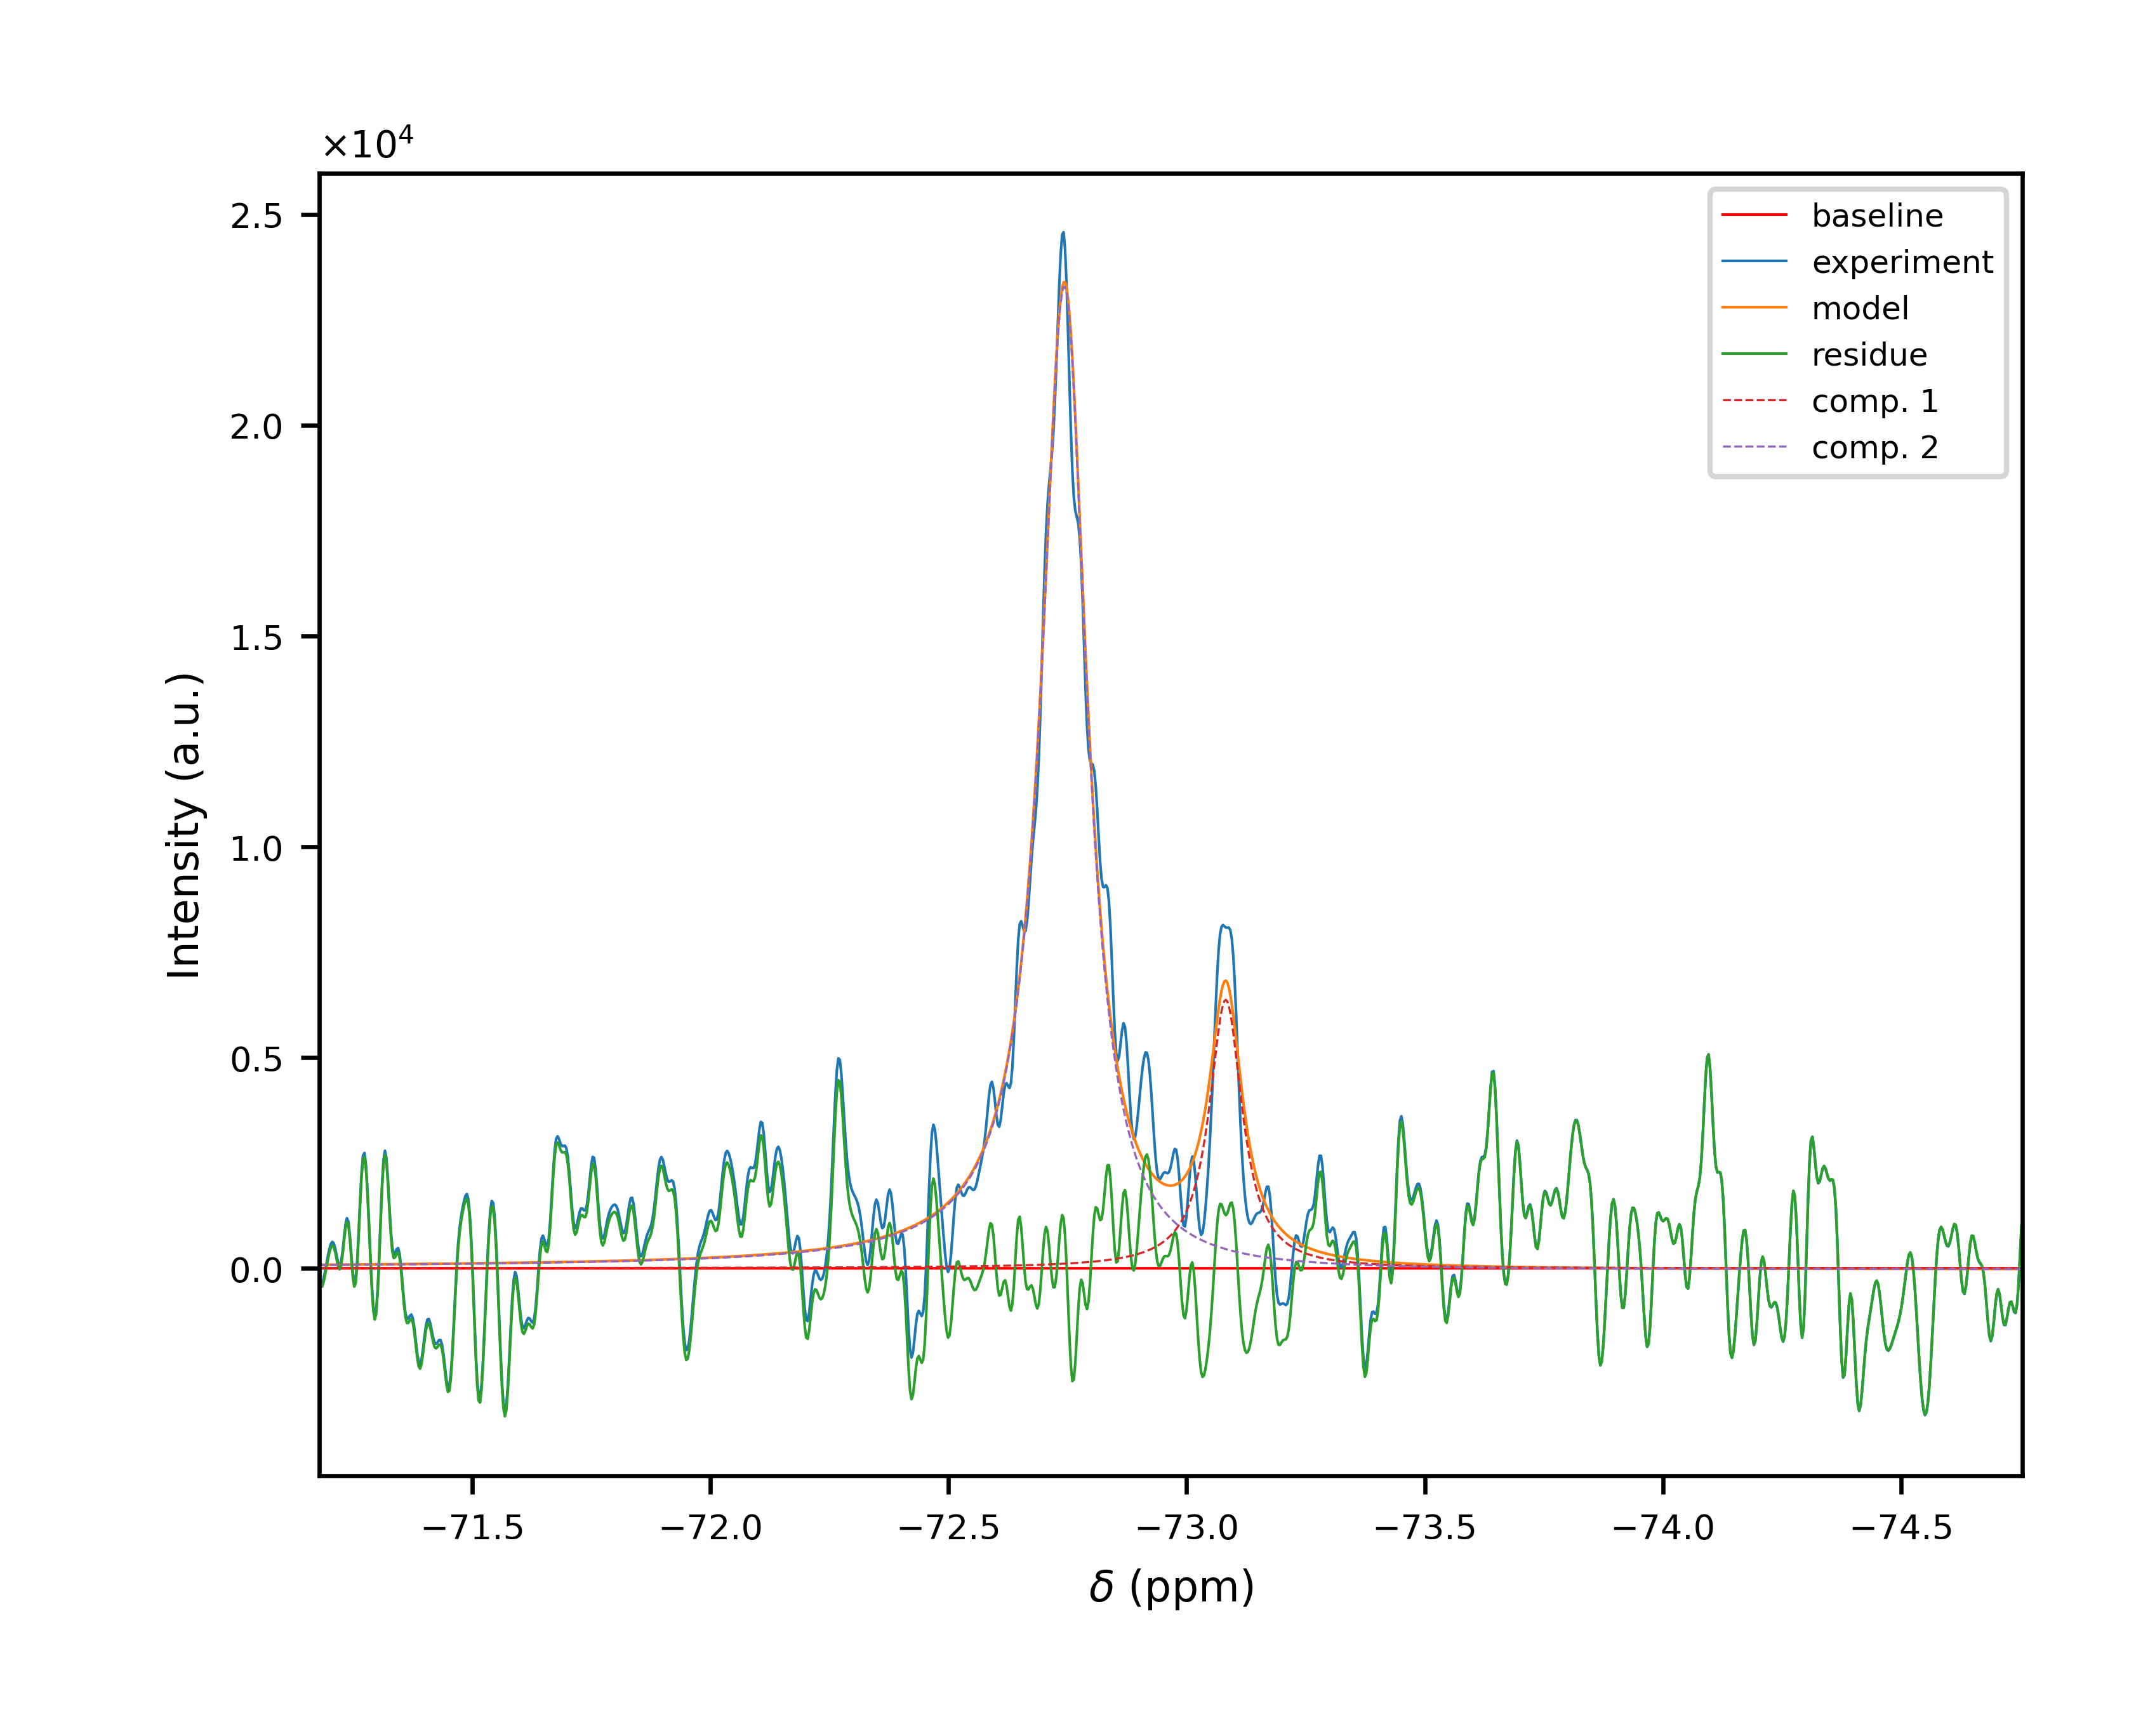 ×10⁴
2.5
2.0
1.5
1.0
0.5
0.0
Intensity (a.u.)
baseline
experiment
model
residue
comp. 1
comp. 2
−71.5 −72.0 −72.5 −73.0 −73.5 −74.0 −74.5
δ (ppm)